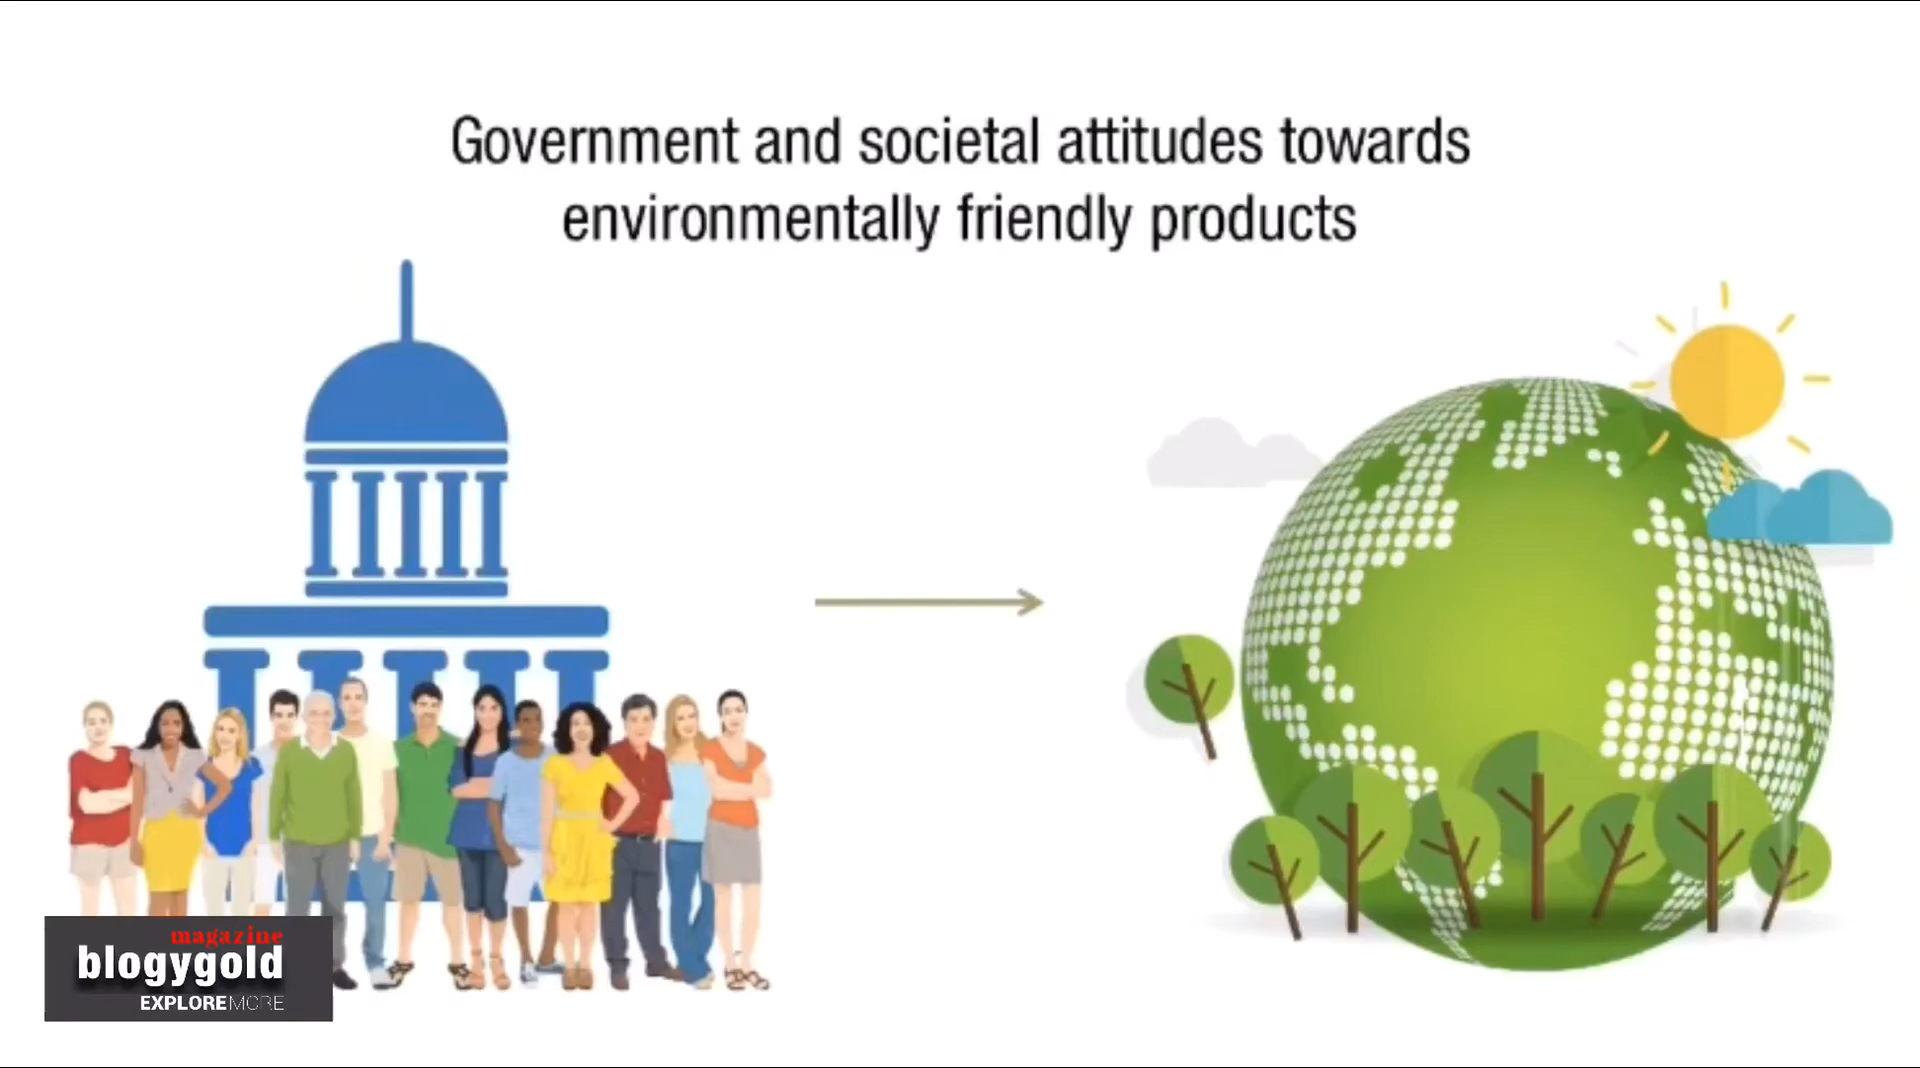 Government and societal attitudes towards
environmentally friendly products
magazine
blogygold
EXPLOREMORE